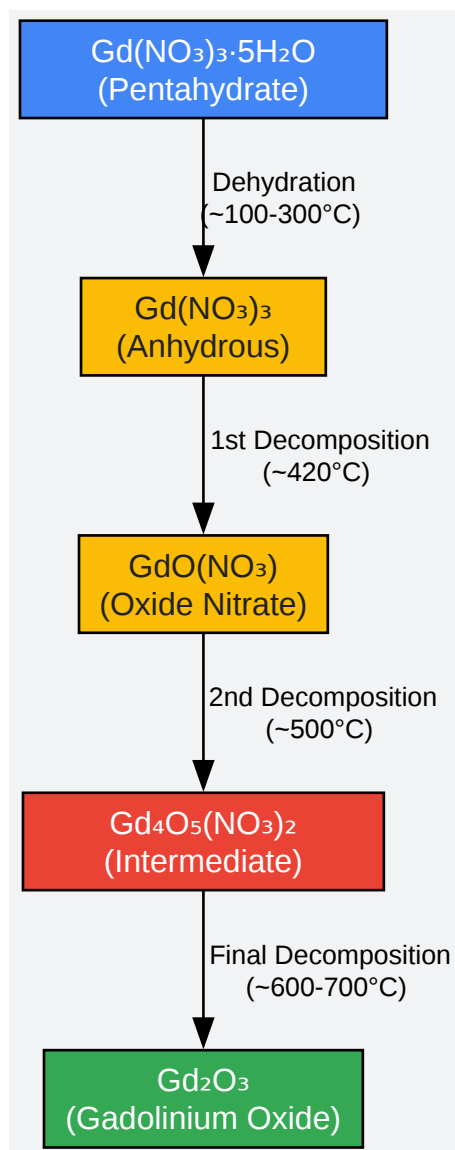 Gd(NO₃)₃·5H₂O
(Pentahydrate)
Dehydration
(~100-300°C)
Gd(NO₃)₃
(Anhydrous)
1st Decomposition
(~420°C)
GdO(NO₃)
(Oxide Nitrate)
2nd Decomposition
(~500°C)
Gd₄O₅(NO₃)₂
(Intermediate)
Final Decomposition
(~600-700°C)
Gd₂O₃
(Gadolinium Oxide)